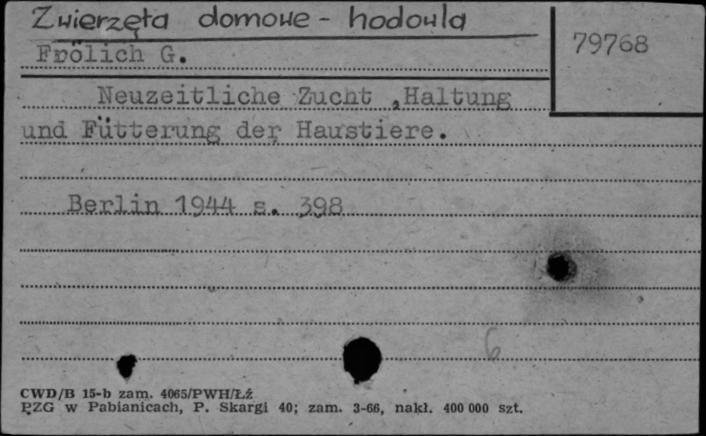 Zwierzęta domowe - hodowla
79768
Frölich G.
Neuzeitliche Zucht ,Haltung
und Fütterung der Haustiere.
Berlin 1944 s. 398
6
CWD/B 15-b zam. 4065/PWH/Łź
PZG w Pabianicach, P. Skargi 40; zam. 3-66, nakł. 400 000 szt.